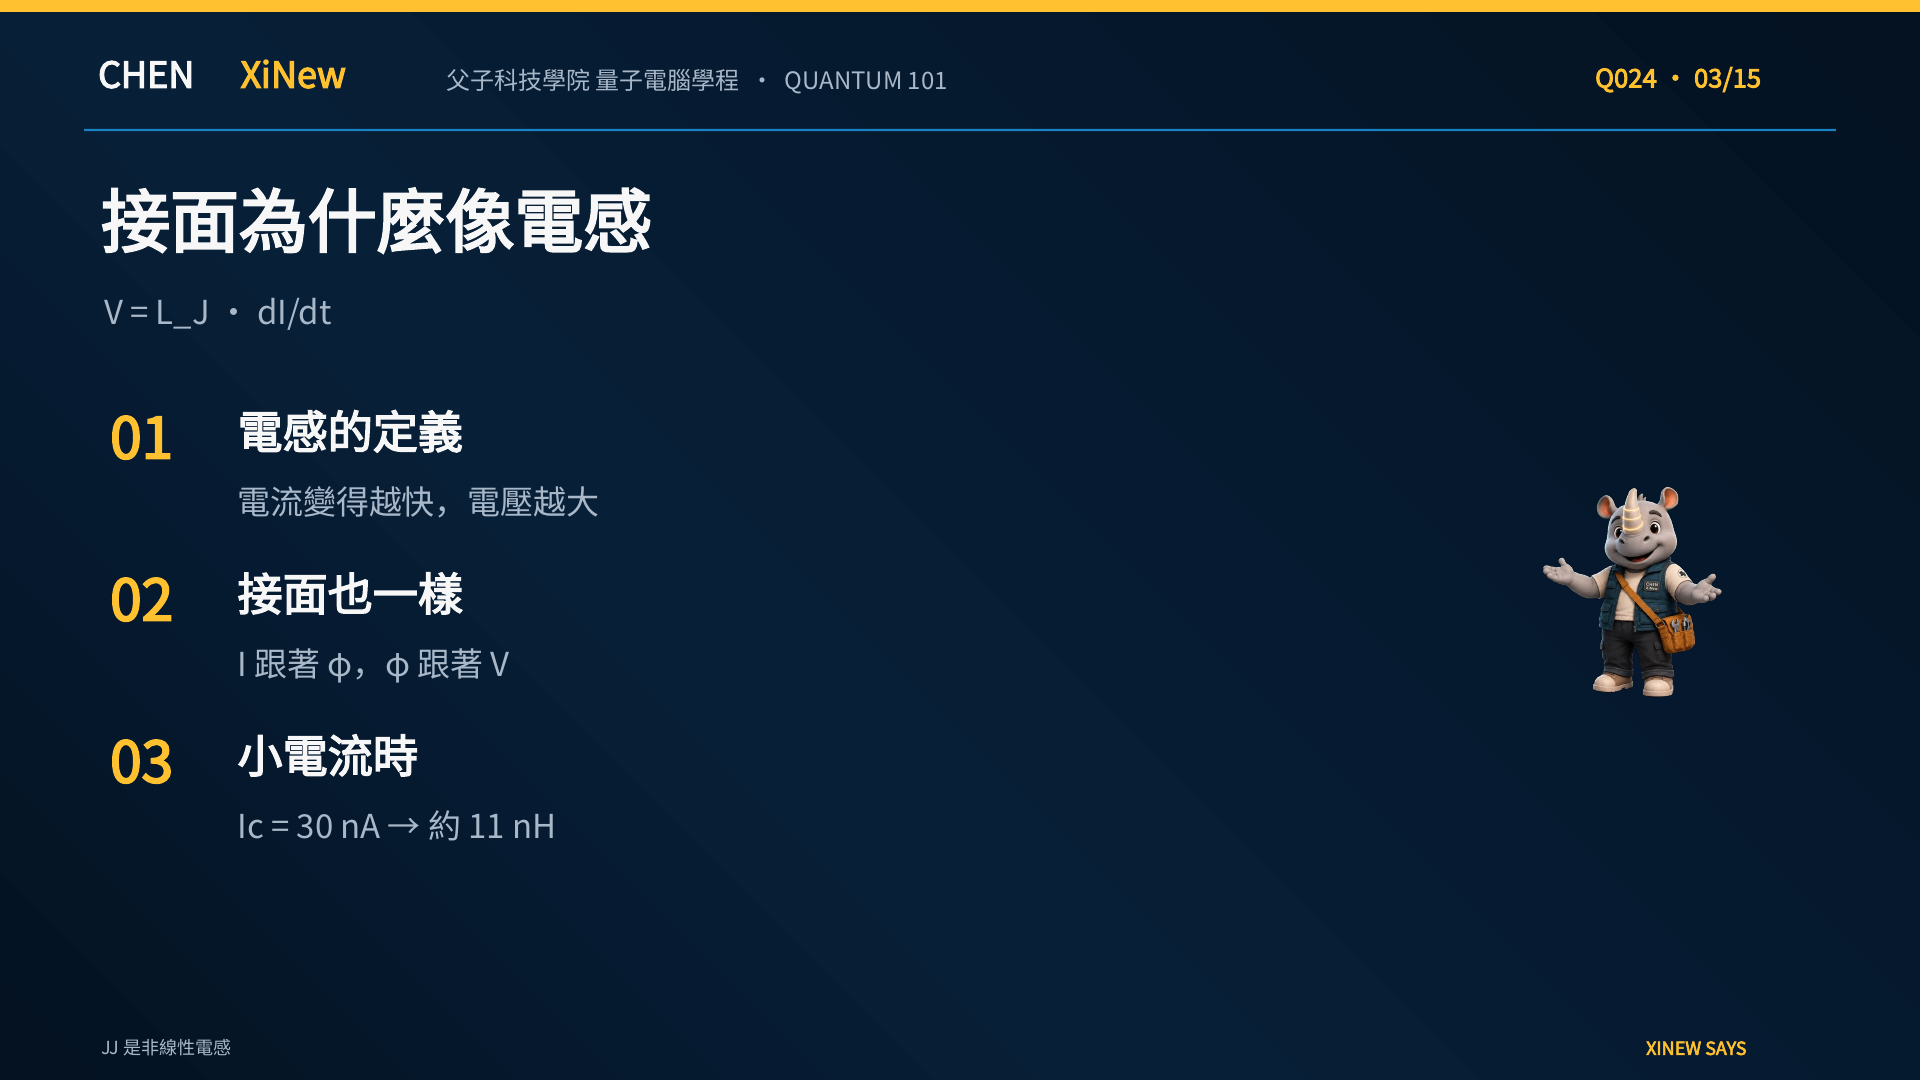 CHEN XiNew 父子科技學院 量子電腦學程 · QUANTUM 101 Q024 · 03/15
接面為什麼像電感
V = L_J · dI/dt
01 電感的定義
電流變得越快，電壓越大
02 接面也一樣
I 跟著 φ，φ 跟著 V
03 小電流時
Ic = 30 nA → 約 11 nH
JJ 是非線性電感
XINEW SAYS